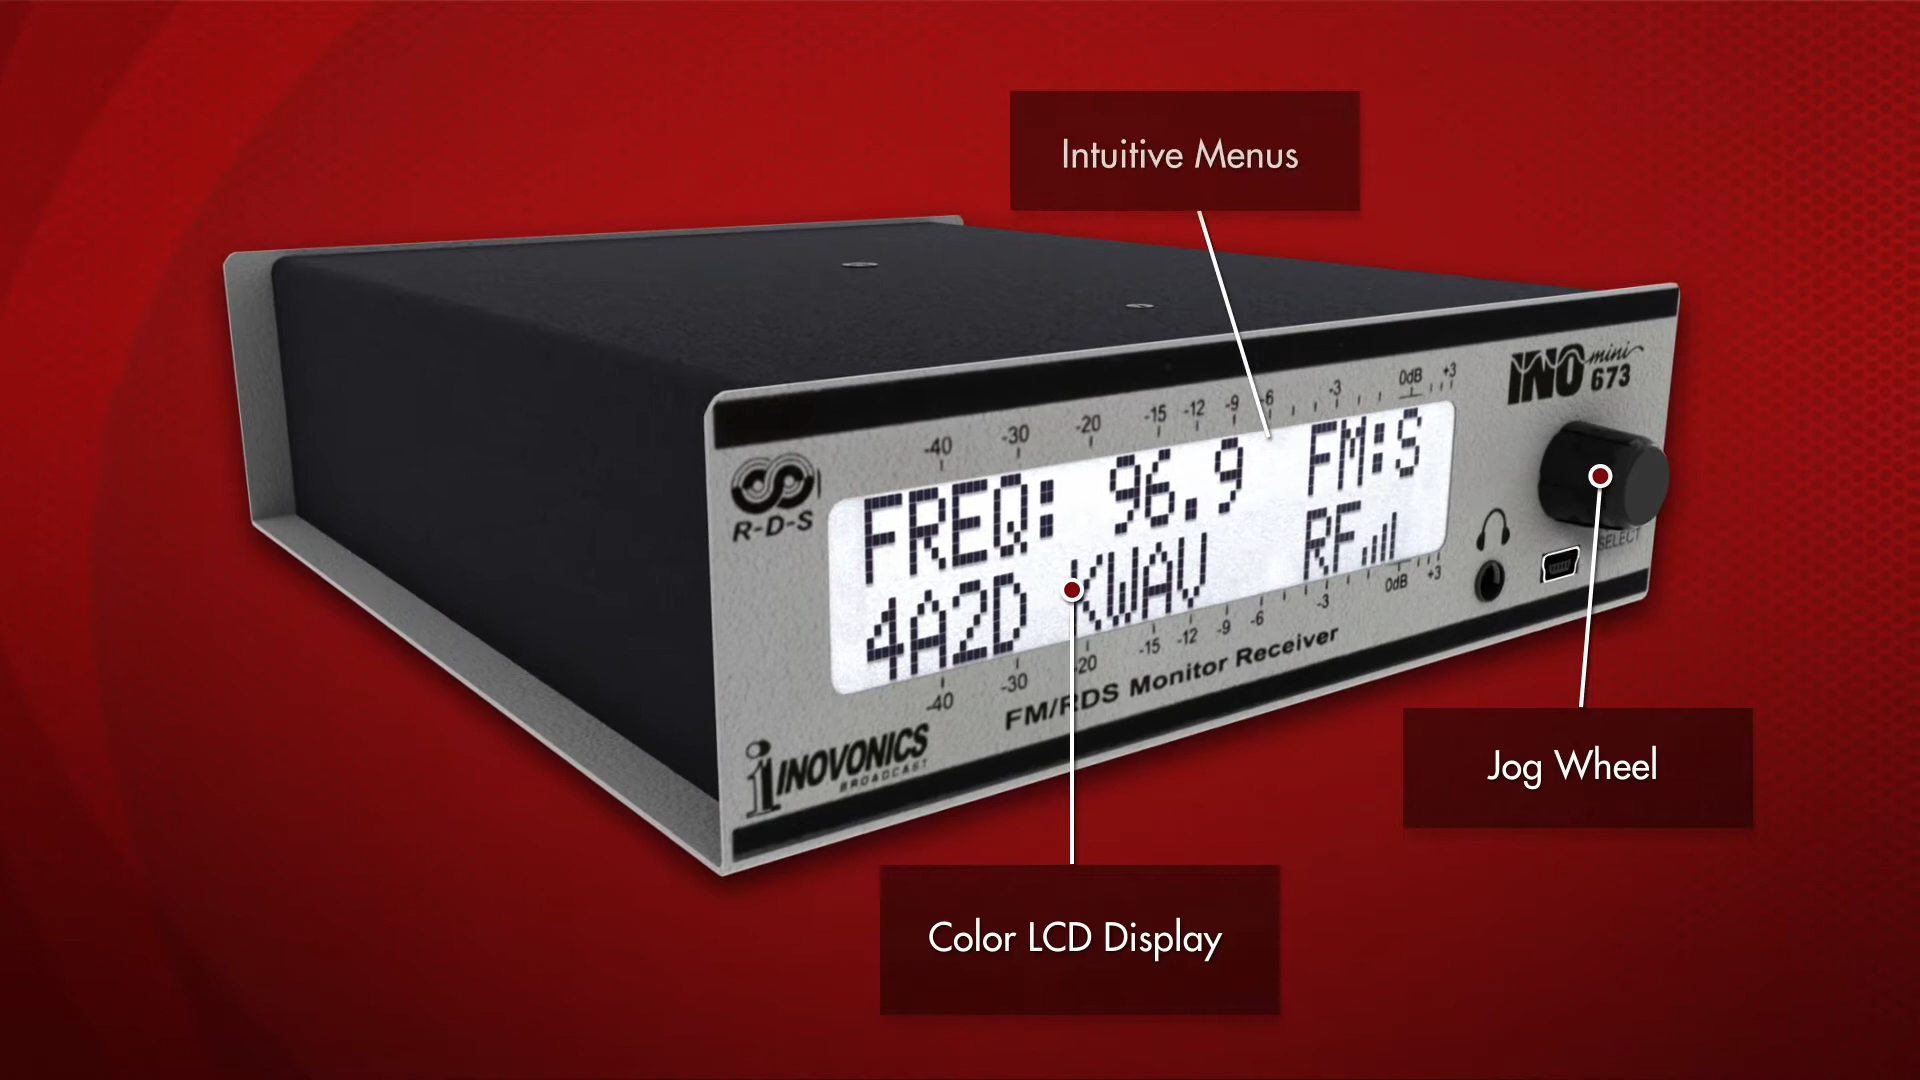 Intuitive Menus
INO mini 673
-40 -30 -20 -15 -12 -9 -6 -3 0dB +3
R-D-S
FREQ: 96.9 FM:S
4A2D KWAV RF
SELECT
-40 -30 -20 -15 -12 -9 -6 -3 0dB +3
FM/RDS Monitor Receiver
INOVONICS
BROADCAST
Jog Wheel
Color LCD Display